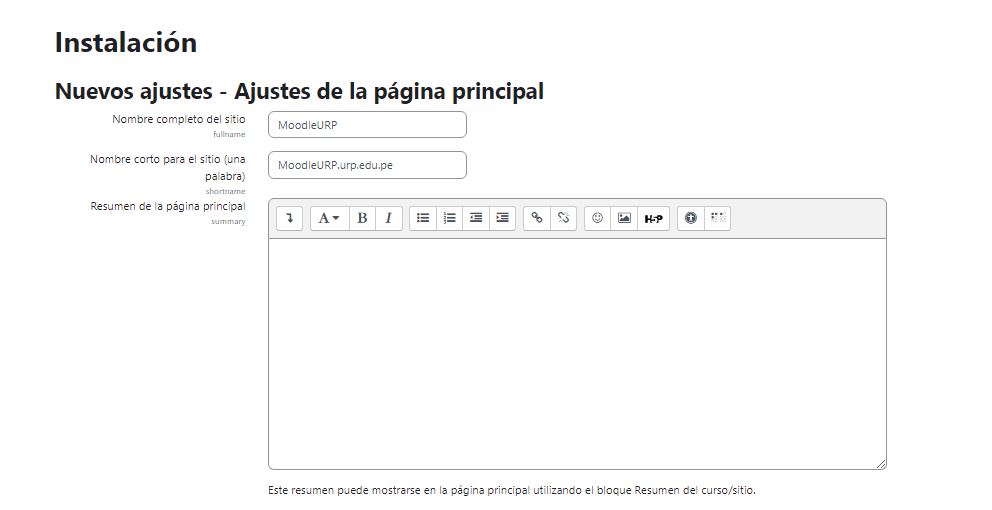 Instalación
Nuevos ajustes - Ajustes de la página principal
Nombre completo del sitio
fullname
MoodleURP
Nombre corto para el sitio (una
palabra)
shortname
MoodleURP.urp.edu.pe
Resumen de la página principal
summary
A B I H5P
Este resumen puede mostrarse en la página principal utilizando el bloque Resumen del curso/sitio.